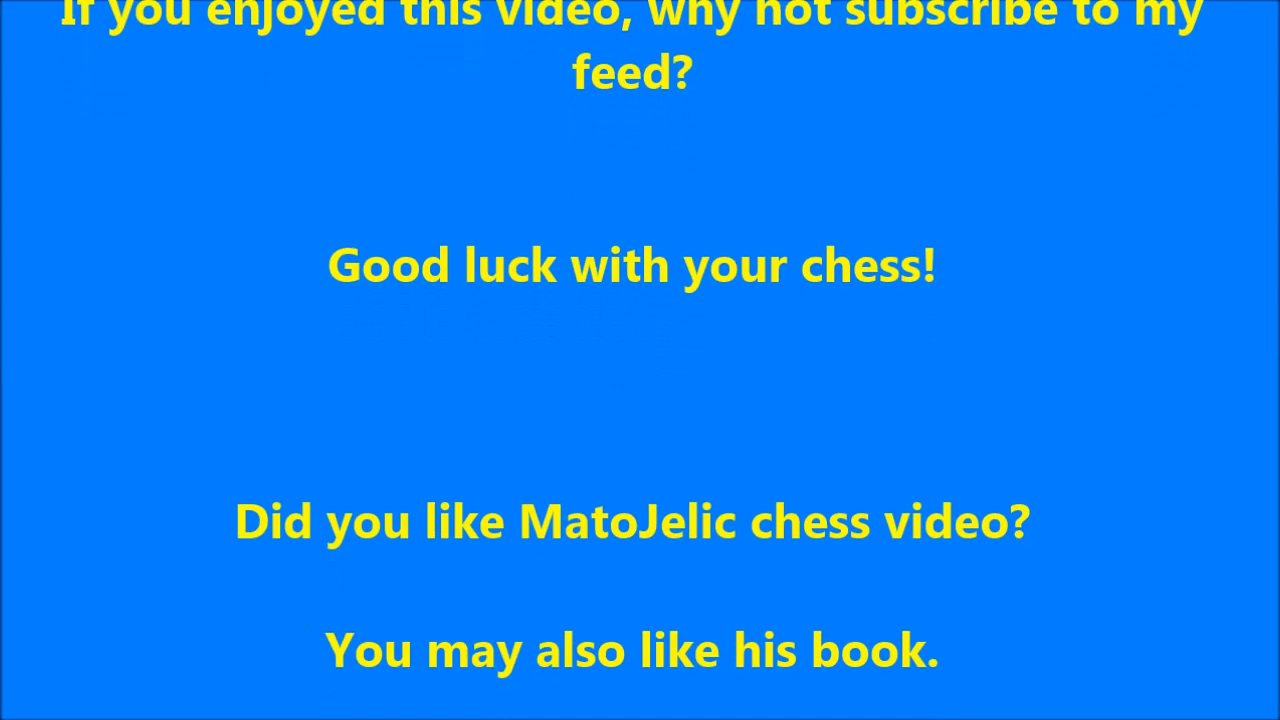 If you enjoyed this video, why not subscribe to my
feed?
Good luck with your chess!
Did you like MatoJelic chess video?
You may also like his book.